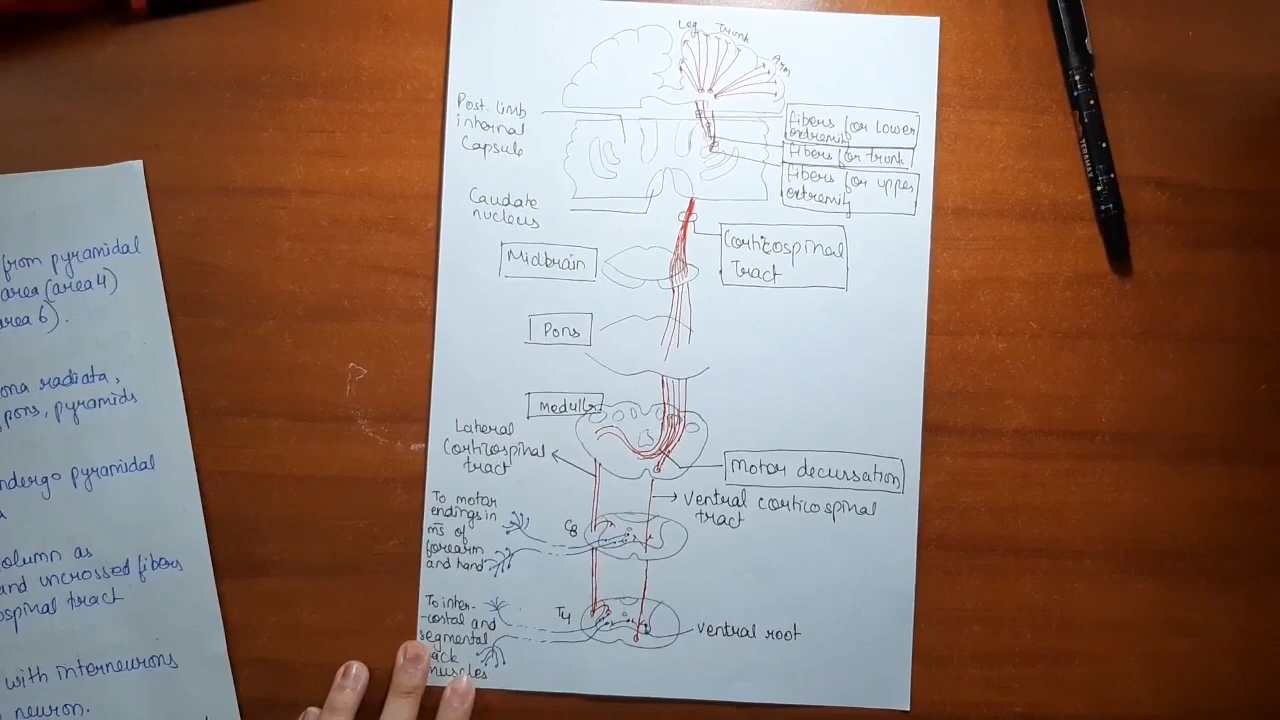 from pyramidal
area (area 4)
area 6).
ona radiata,
pons, pyramids
ndergo pyramidal
column as
and uncrossed fibers
ospinal tract
with interneurons
neuron.
Leg
Trunk
Arm
Post. limb
internal
Capsule
fibers for lower
extremity
fibers for trunk
fibers for upper
extremity
Caudate
nucleus
Corticospinal
Tract
Midbrain
Pons
Medulla
Lateral
corticospinal
tract
Motor decussation
Ventral corticospinal
tract
To motor
endings in
m̄s of
forearm
and hand
C8
To inter-
-costal and
segmental
back
muscles
T4
Ventral root
TERAMAX